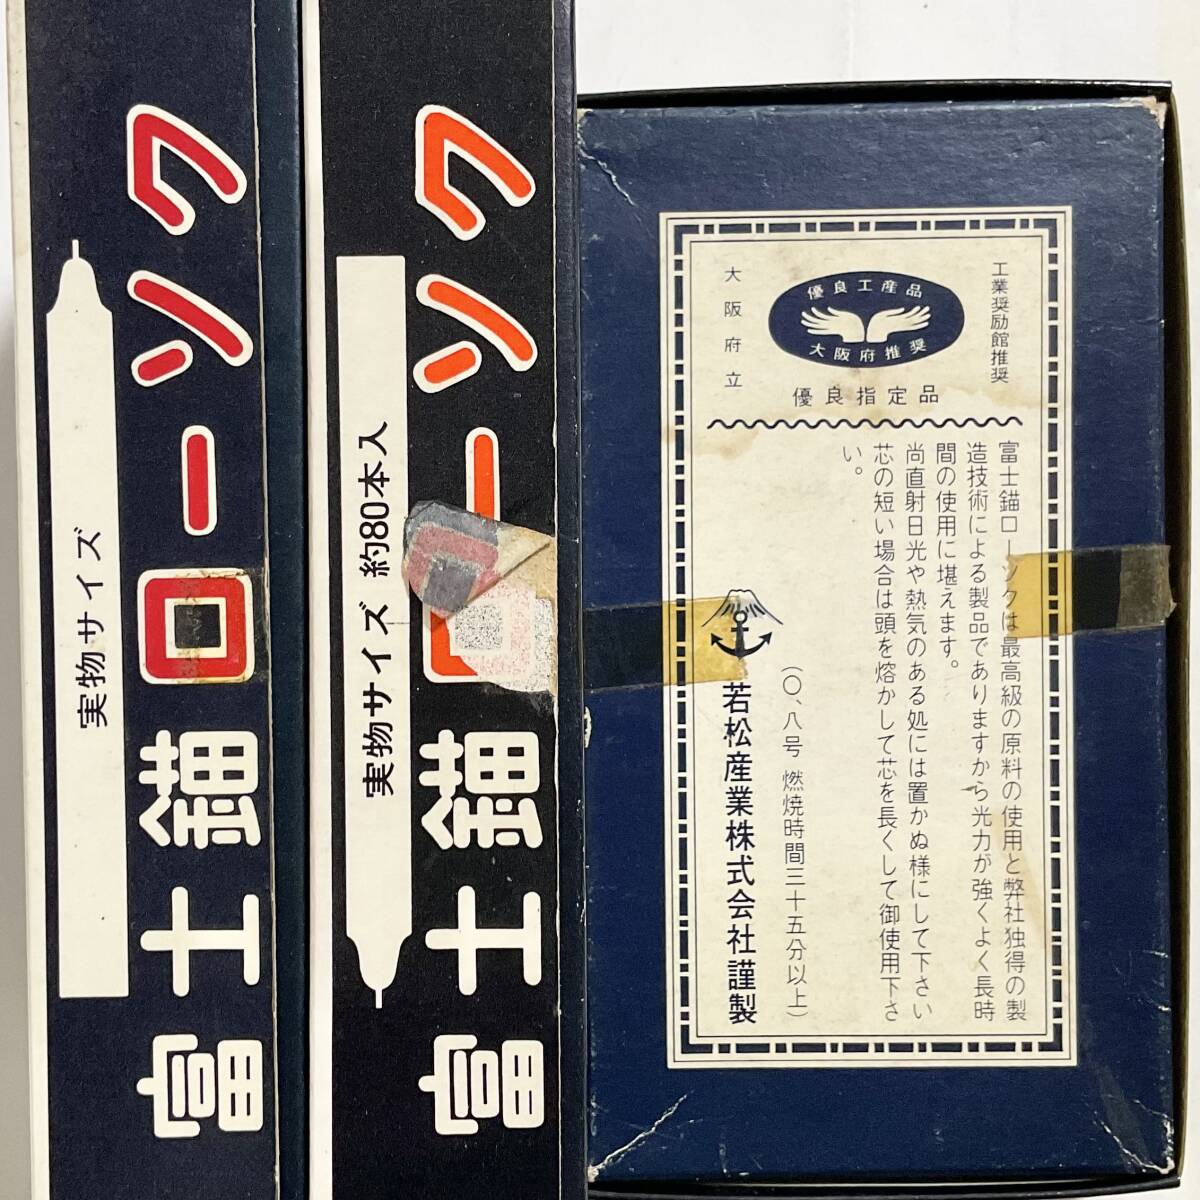 富士錨ローソク
実物サイズ
富士錨ローソク
実物サイズ 約80本入
工業奨励館推奨
優良工産品
大阪府推奨
大阪府立
優良指定品
富士錨ローソクは最高級の原料の使用と弊社独得の製
造技術による製品でありますから光力が強くよく長時
間の使用に堪えます。
尚直射日光や熱気のある処には置かぬ様にして下さい
芯の短い場合は頭を熔かして芯を長くして御使用下さ
い。
(〇、八号 燃焼時間三十五分以上)
若松産業株式会社謹製